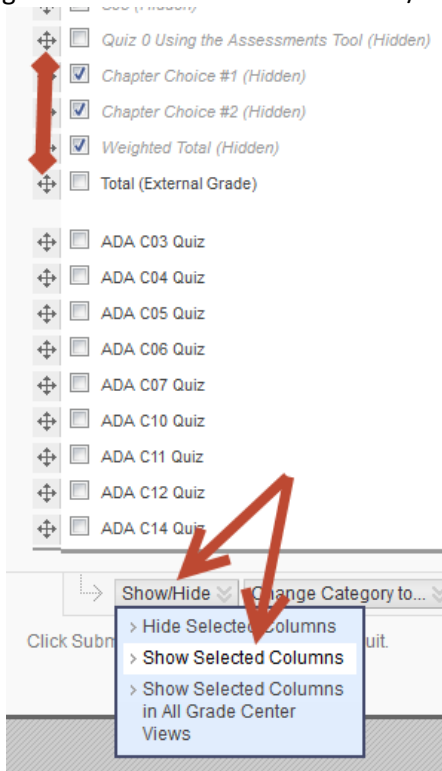 Quiz 0 Using the Assessments Tool (Hidden)
Chapter Choice #1 (Hidden)
Chapter Choice #2 (Hidden)
Weighted Total (Hidden)
Total (External Grade)
ADA C03 Quiz
ADA C04 Quiz
ADA C05 Quiz
ADA C06 Quiz
ADA C07 Quiz
ADA C10 Quiz
ADA C11 Quiz
ADA C12 Quiz
ADA C14 Quiz
Show/Hide Change Category to...
> Hide Selected Columns
Click Subm uit.
> Show Selected Columns
> Show Selected Columns
in All Grade Center
Views